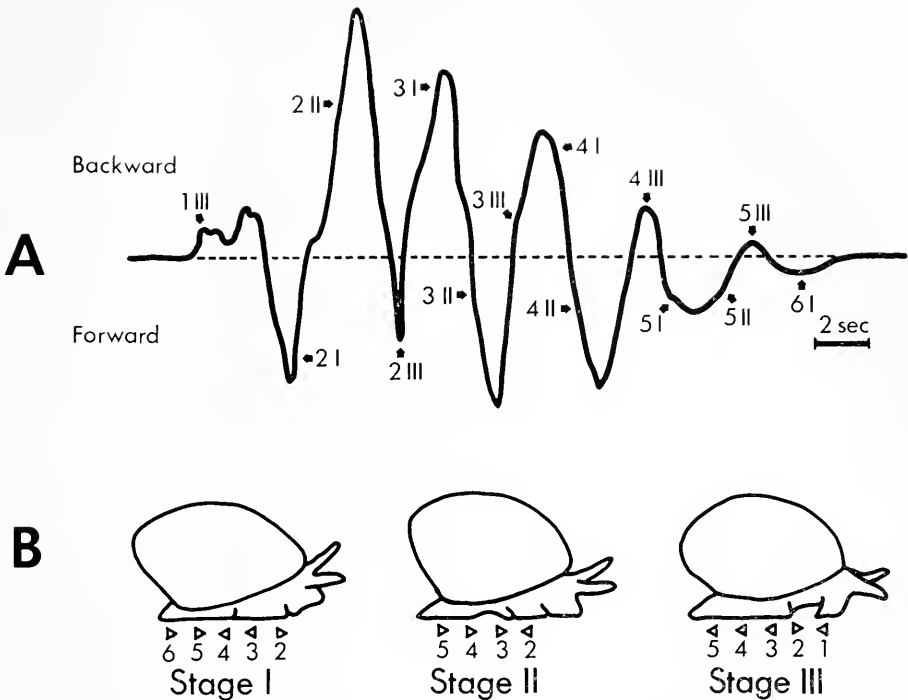 2 II
3 I
4 I
Backward
1 III
3 III
4 III
5 III
A
3 II
4 II
5 I
5 II
6 I
Forward
2 I
2 III
2 sec
B
6 5 4 3 2
5 4 3 2
5 4 3 2 1
Stage I
Stage II
Stage III